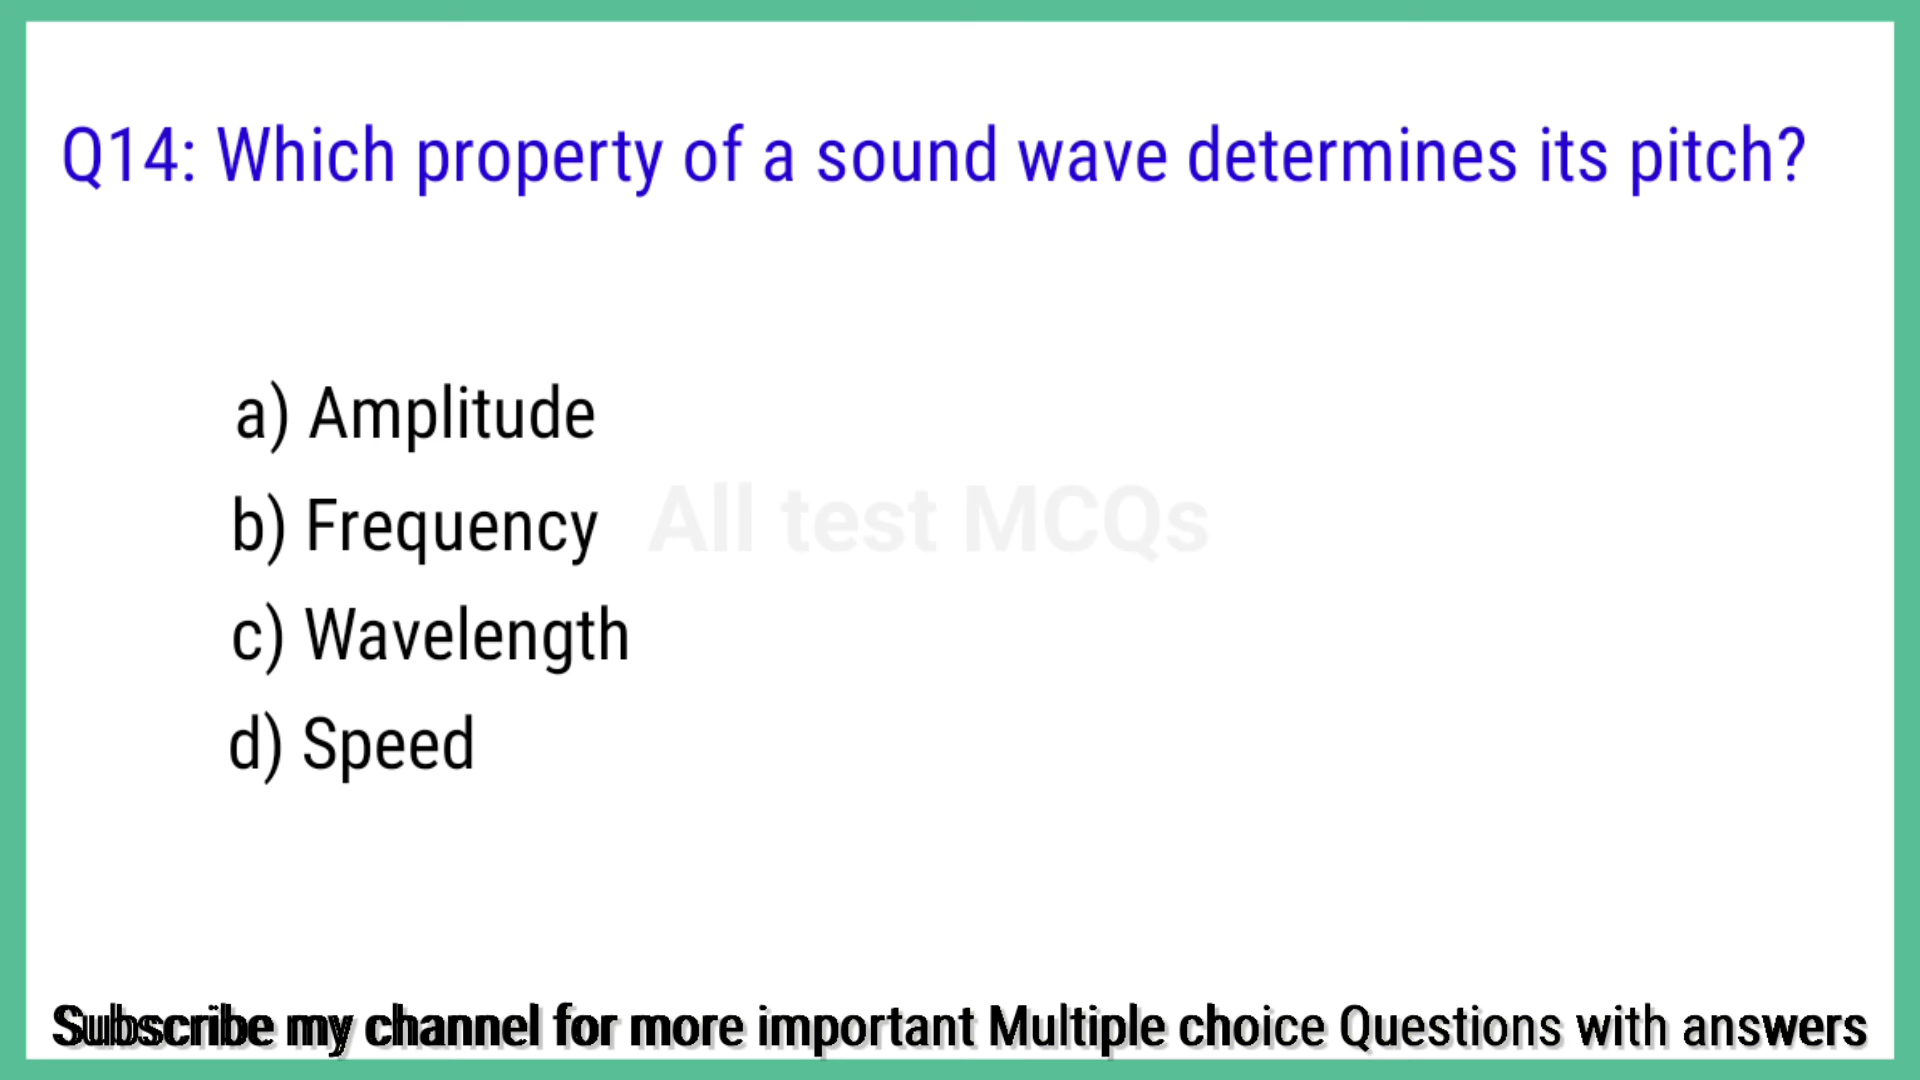 Q14: Which property of a sound wave determines its pitch?
a) Amplitude
b) Frequency
All test MCQs
c) Wavelength
d) Speed
Subscribe my channel for more important Multiple choice Questions with answers